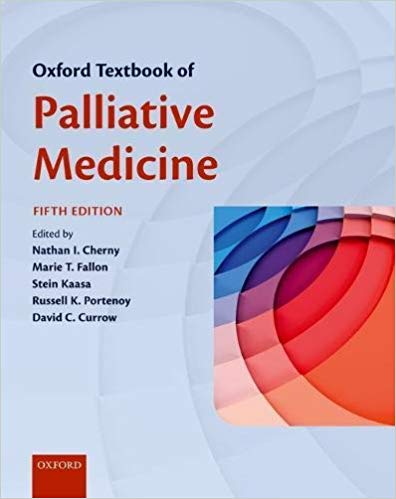 Oxford Textbook of
Palliative
Medicine
FIFTH EDITION
Edited by
Nathan I. Cherny
Marie T. Fallon
Stein Kaasa
Russell K. Portenoy
David C. Currow
OXFORD